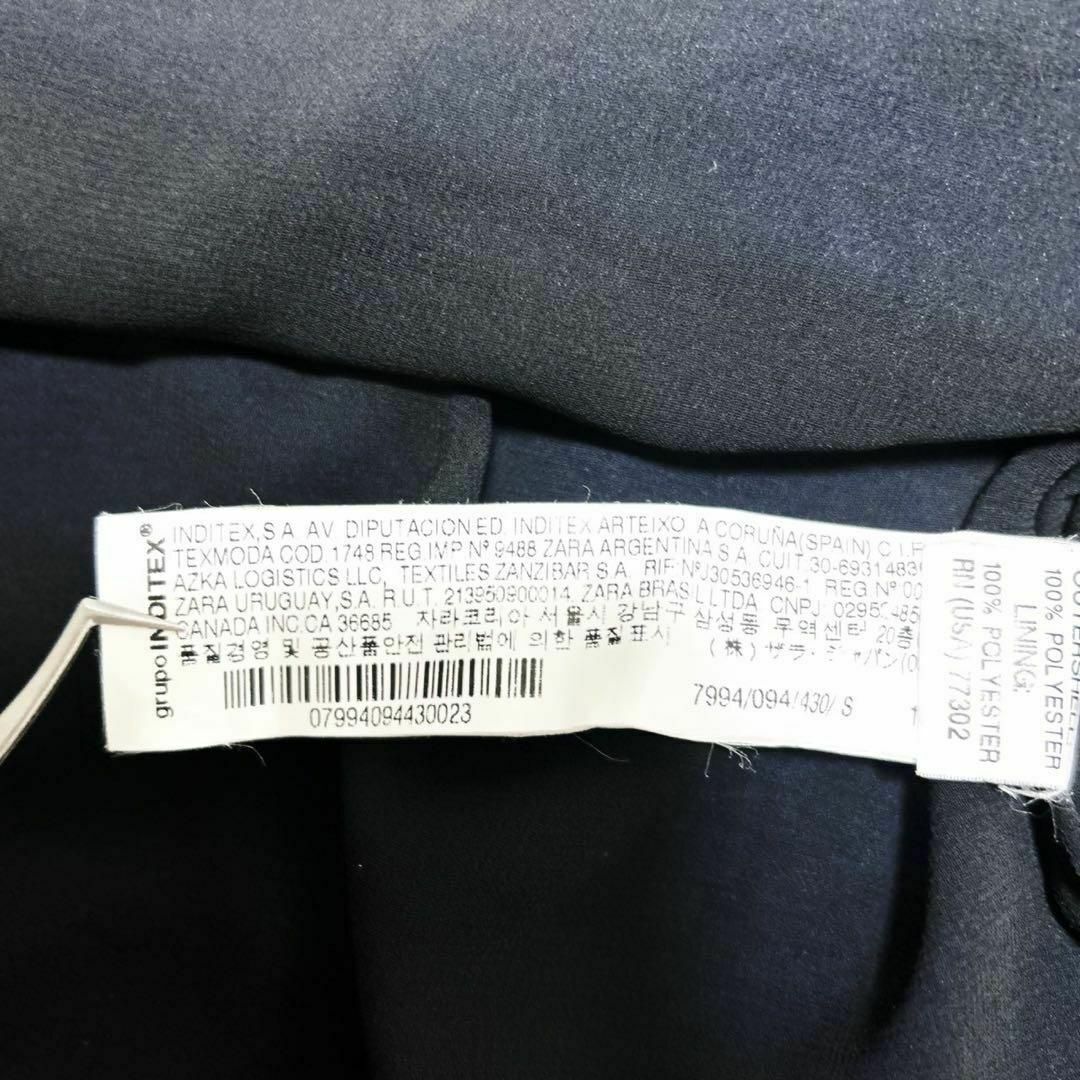 grupo INDITEX®
INDITEX,S.A. AV. DIPUTACION ED. INDITEX ARTEIXO A CORUÑA(SPAIN) C.I.F
TEXMODA COD. 1748 REG IMP Nº 9488 ZARA ARGENTINA S.A. CUIT.30-6931483
AZKA LOGISTICS LLC, TEXTILES ZANZIBAR S.A. RIF: NºJ30536946-1 REG.Nº 00
ZARA URUGUAY,S.A. R.U.T. 213950900014 ZARA BRASIL LTDA CNPJ:
CANADA INC.CA 36685 자라코리아 서울시 강남구 삼성동 무역센터 20층
품질경영및 공산품안전 관리법에 의한 품질표시 (株) ザラ・ジャパン(00
07994094430023
7994/094/430/ S
100% POLYESTER
LINING:
100% POLYESTER
RN (USA) 77302